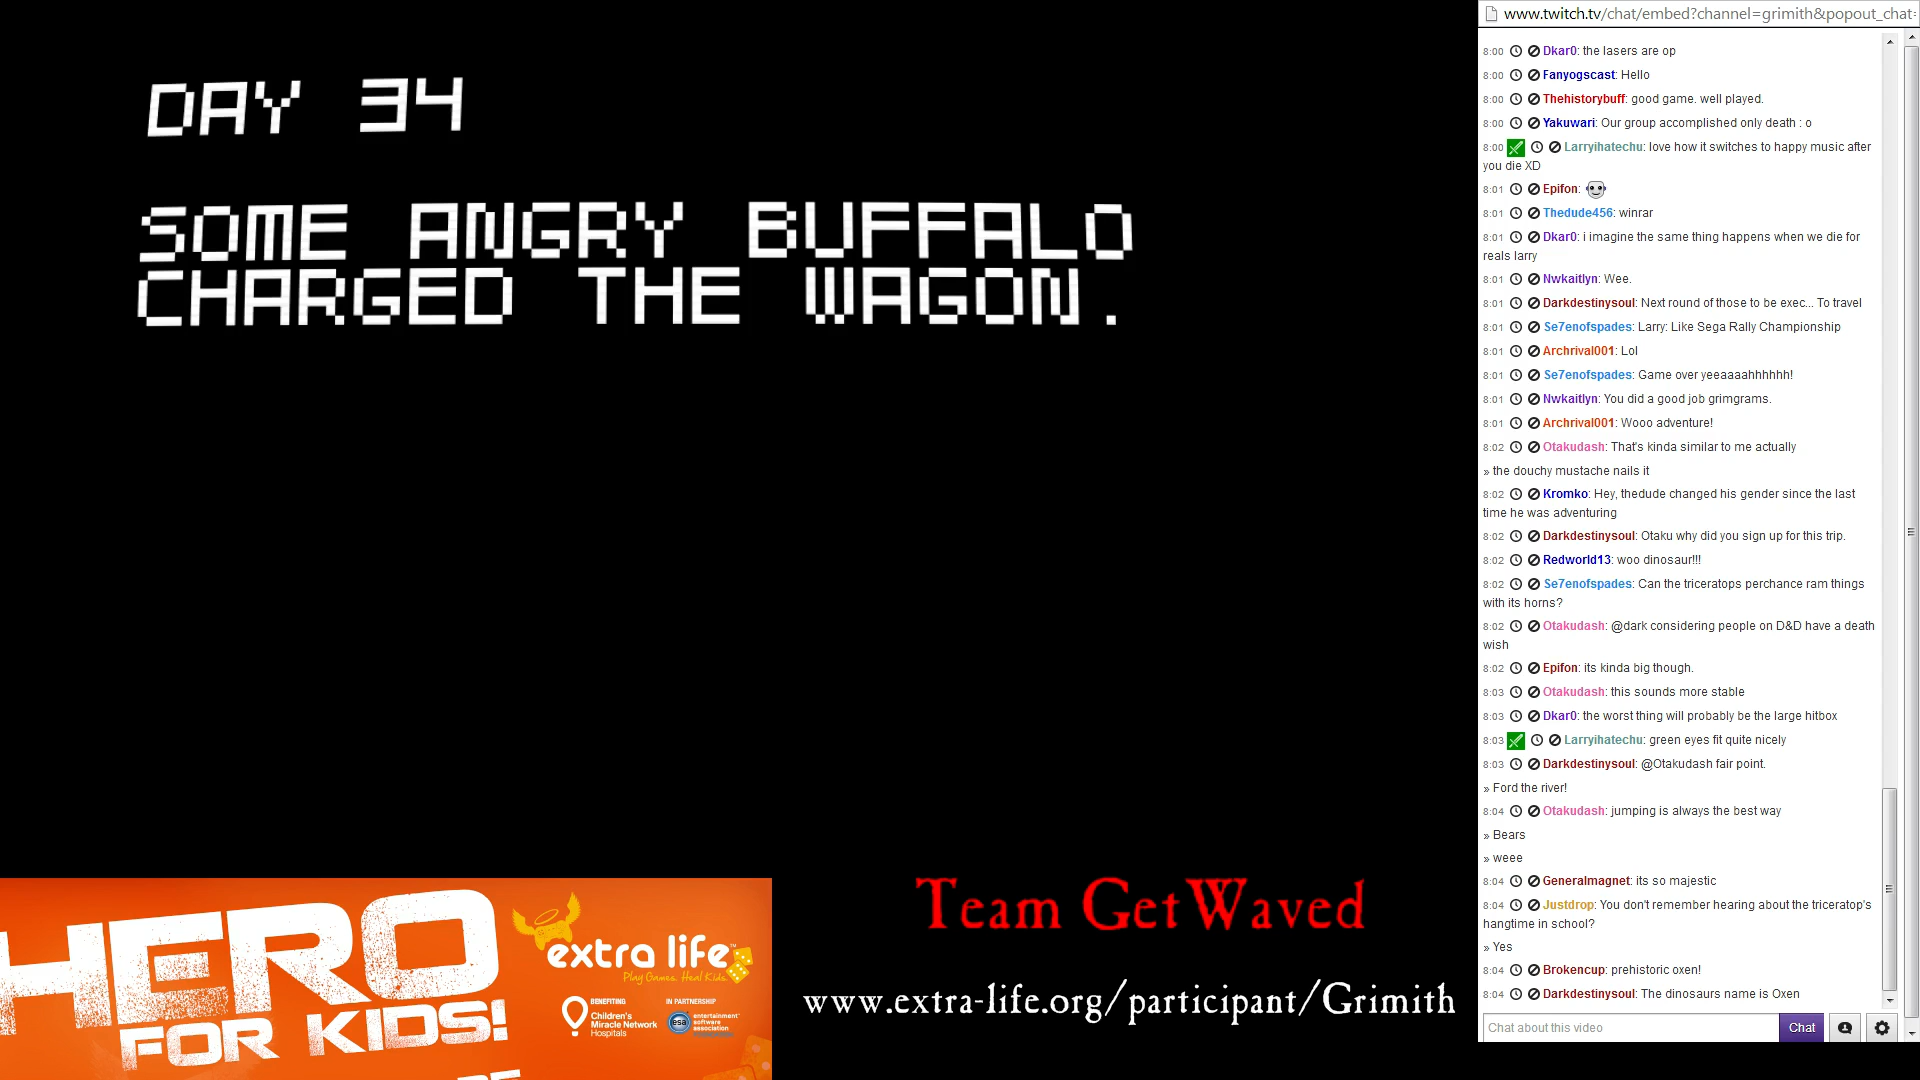 DAY 34
SOME ANGRY BUFFALO
CHARGED THE WAGON.
HERO
FOR KIDS!
extra life™
Play Games. Heal Kids.
BENEFITING
Children's
Miracle Network
Hospitals
IN PARTNERSHIP
esa
entertainment
software
association
Team GetWaved
www.extra-life.org/participant/Grimith
www.twitch.tv/chat/embed?channel=grimith&popout_chat=
8:00 Dkar0: the lasers are op
8:00 Fanyogscast: Hello
8:00 Thehistorybuff: good game. well played.
8:00 Yakuwari: Our group accomplished only death : o
8:00 Larryihatechu: love how it switches to happy music after
you die XD
8:01 Epifon:
8:01 Thedude456: winrar
8:01 Dkar0: i imagine the same thing happens when we die for
reals larry
8:01 Nwkaitlyn: Wee.
8:01 Darkdestinysoul: Next round of those to be exec... To travel
8:01 Se7enofspades: Larry: Like Sega Rally Championship
8:01 Archrival001: Lol
8:01 Se7enofspades: Game over yeeaaaahhhhhh!
8:01 Nwkaitlyn: You did a good job grimgrams.
8:01 Archrival001: Wooo adventure!
8:02 Otakudash: That's kinda similar to me actually
» the douchy mustache nails it
8:02 Kromko: Hey, thedude changed his gender since the last
time he was adventuring
8:02 Darkdestinysoul: Otaku why did you sign up for this trip.
8:02 Redworld13: woo dinosaur!!!
8:02 Se7enofspades: Can the triceratops perchance ram things
with its horns?
8:02 Otakudash: @dark considering people on D&D have a death
wish
8:02 Epifon: its kinda big though.
8:03 Otakudash: this sounds more stable
8:03 Dkar0: the worst thing will probably be the large hitbox
8:03 Larryihatechu: green eyes fit quite nicely
8:03 Darkdestinysoul: @Otakudash fair point.
» Ford the river!
8:04 Otakudash: jumping is always the best way
» Bears
» weee
8:04 Generalmagnet: its so majestic
8:04 Justdrop: You don't remember hearing about the triceratop's
hangtime in school?
» Yes
8:04 Brokencup: prehistoric oxen!
8:04 Darkdestinysoul: The dinosaurs name is Oxen
Chat about this video
Chat